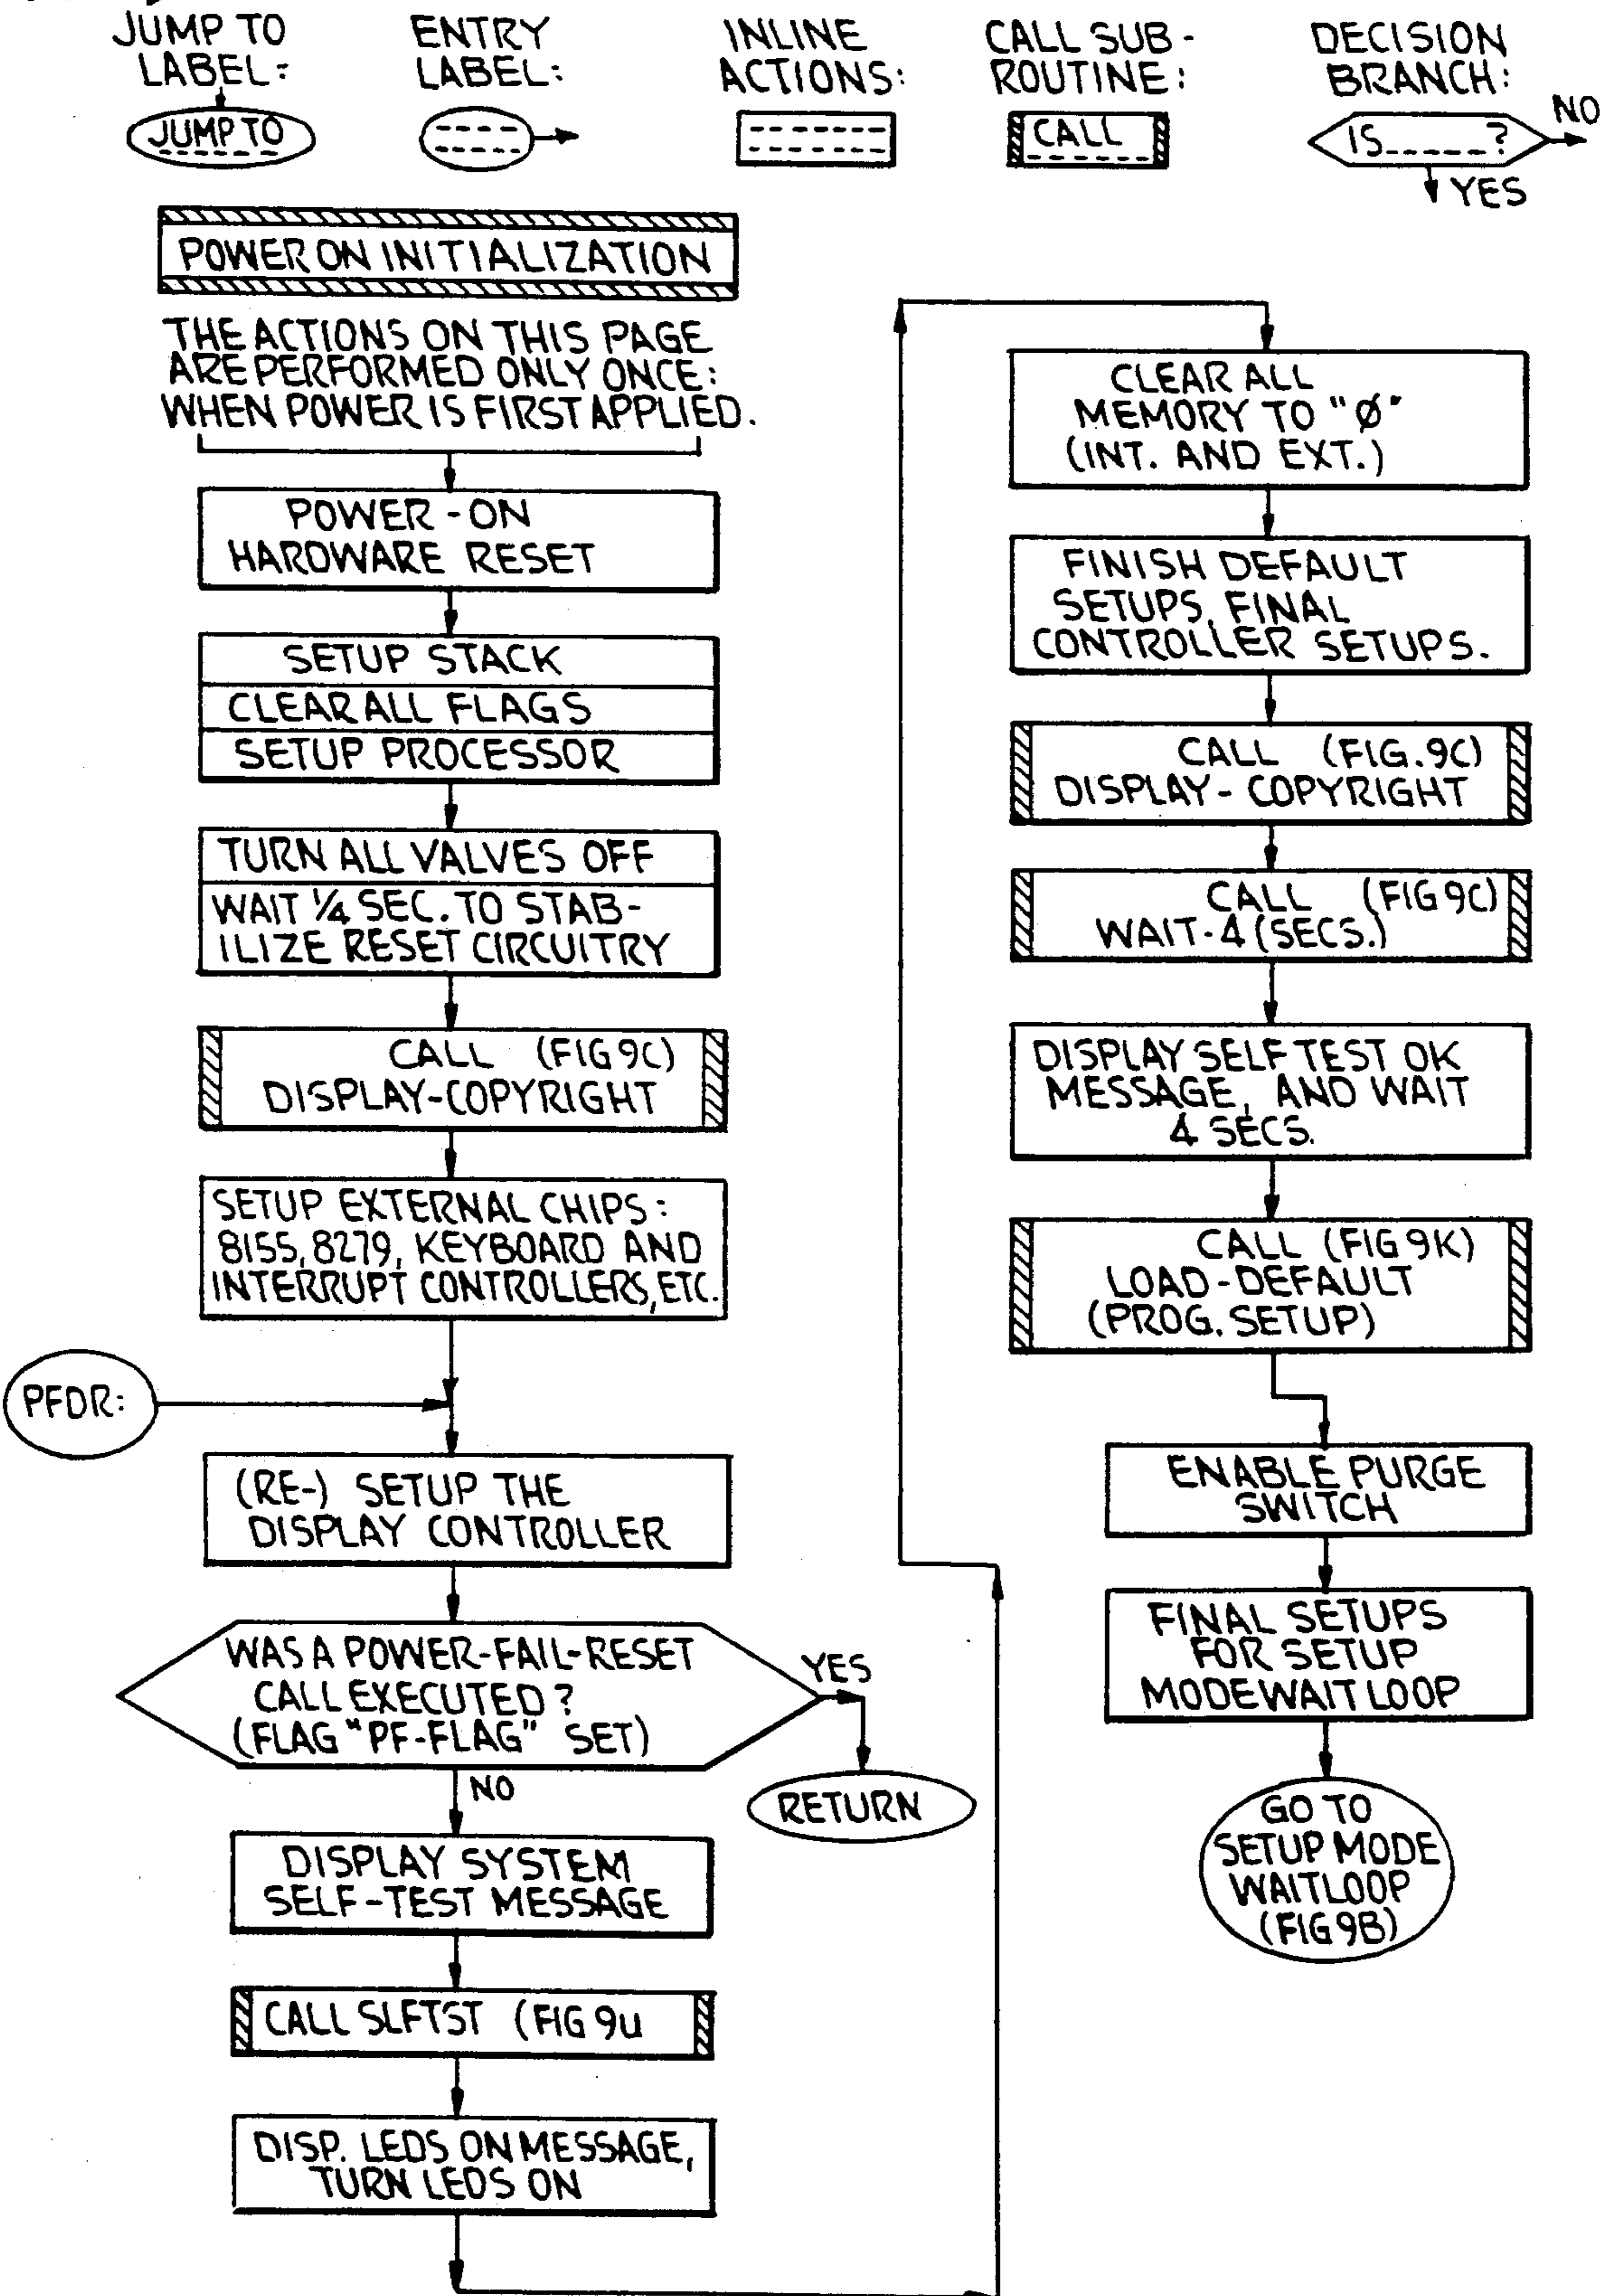 JUMP TO
LABEL:
JUMP TO
ENTRY
LABEL:
INLINE
ACTIONS:
CALL SUB-
ROUTINE:
CALL
DECISION
BRANCH:
IS_____?
NO
YES
POWER ON INITIALIZATION
THE ACTIONS ON THIS PAGE
ARE PERFORMED ONLY ONCE:
WHEN POWER IS FIRST APPLIED.
POWER-ON
HARDWARE RESET
SETUP STACK
CLEAR ALL FLAGS
SETUP PROCESSOR
TURN ALL VALVES OFF
WAIT ¼ SEC. TO STAB-
ILIZE RESET CIRCUITRY
CALL (FIG 9C)
DISPLAY-COPYRIGHT
SETUP EXTERNAL CHIPS:
8155, 8279, KEYBOARD AND
INTERRUPT CONTROLLERS, ETC.
PFDR:
(RE-) SETUP THE
DISPLAY CONTROLLER
WAS A POWER-FAIL-RESET
CALL EXECUTED?
(FLAG "PF-FLAG" SET)
YES
RETURN
NO
DISPLAY SYSTEM
SELF-TEST MESSAGE
CALL SLFTST (FIG 9U
DISP. LEDS ON MESSAGE,
TURN LEDS ON
CLEAR ALL
MEMORY TO "Ø"
(INT. AND EXT.)
FINISH DEFAULT
SETUPS, FINAL
CONTROLLER SETUPS.
CALL (FIG. 9C)
DISPLAY- COPYRIGHT
CALL (FIG 9C)
WAIT-4 (SECS.)
DISPLAY SELF TEST OK
MESSAGE, AND WAIT
4 SECS.
CALL (FIG 9K)
LOAD-DEFAULT
(PROG. SETUP)
ENABLE PURGE
SWITCH
FINAL SETUPS
FOR SETUP
MODE WAIT LOOP
GO TO
SETUP MODE
WAITLOOP
(FIG 9B)